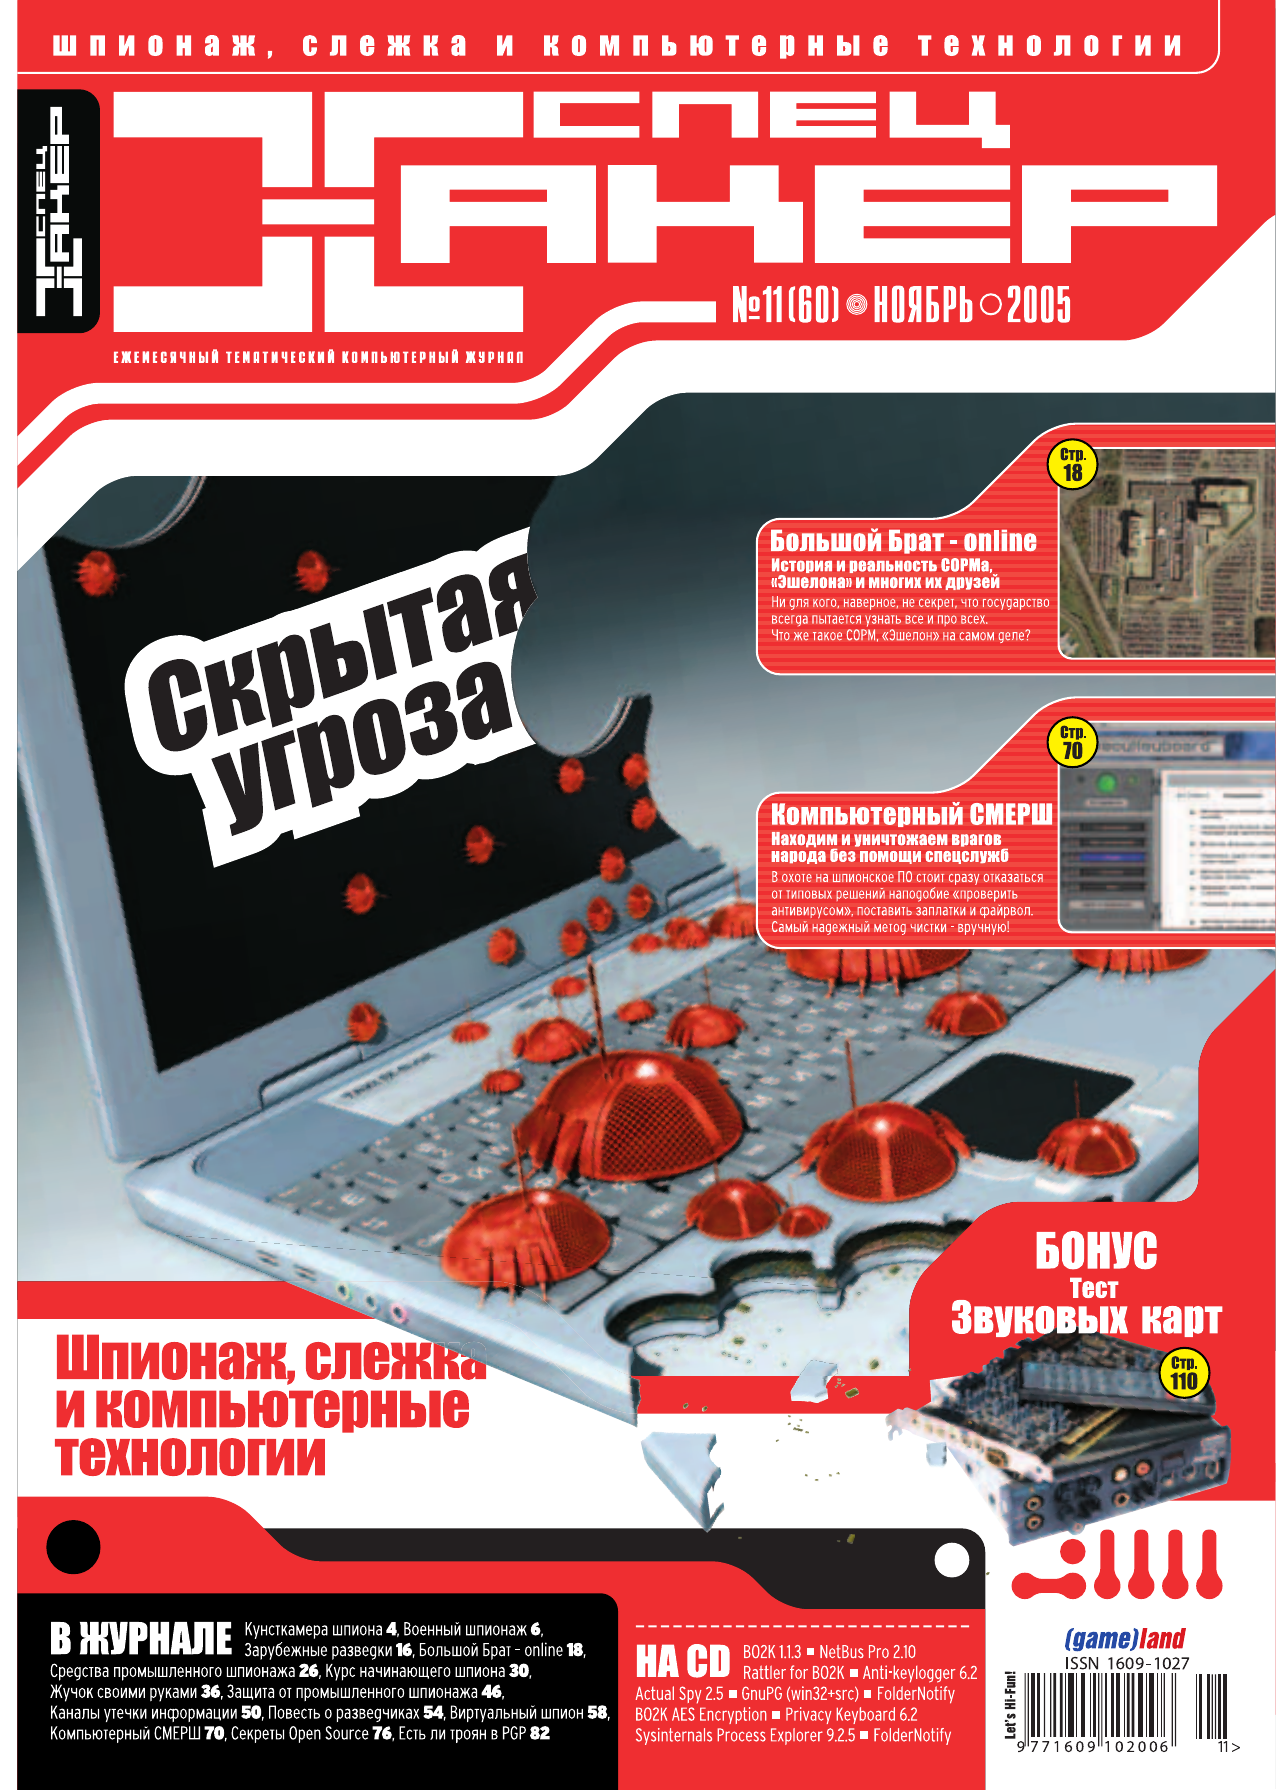 шпионаж, слежка и компьютерные технологии
СПЕЦ
ХАКЕР
СПЕЦ
ХАКЕР
№11(60) НОЯБРЬ 2005
ЕЖЕМЕСЯЧНЫЙ ТЕМАТИЧЕСКИЙ КОМПЬЮТЕРНЫЙ ЖУРНАЛ
Стр.
18
Большой Брат - online
История и реальность СОРМа,
«Эшелона» и многих их друзей
Ни для кого, наверное, не секрет, что государство
всегда пытается узнать все и про всех.
Что же такое СОРМ, «Эшелон» на самом деле?
Скрытая
угроза
Стр.
70
Компьютерный СМЕРШ
Находим и уничтожаем врагов
народа без помощи спецслужб
В охоте на шпионское ПО стоит сразу отказаться
от типовых решений наподобие «проверить
антивирусом», поставить заплатки и файрвол.
Самый надежный метод чистки - вручную!
БОНУС
Тест
Звуковых карт
Стр.
110
Шпионаж, слежка
и компьютерные
технологии
В ЖУРНАЛЕ Кунсткамера шпиона 4, Военный шпионаж 6,
Зарубежные разведки 16, Большой Брат - online 18,
Средства промышленного шпионажа 26, Курс начинающего шпиона 30,
Жучок своими руками 36, Защита от промышленного шпионажа 46,
Каналы утечки информации 50, Повесть о разведчиках 54, Виртуальный шпион 58,
Компьютерный СМЕРШ 70, Секреты Open Source 76, Есть ли троян в PGP 82
НА CD BO2K 1.1.3 ■ NetBus Pro 2.10
Rattler for BO2K ■ Anti-keylogger 6.2
Actual Spy 2.5 ■ GnuPG (win32+src) ■ FolderNotify
BO2K AES Encryption ■ Privacy Keyboard 6.2
Sysinternals Process Explorer 9.2.5 ■ FolderNotify
(game)land
ISSN 1609-1027
Let's Hi-Fun!
9 771609 102006
11>